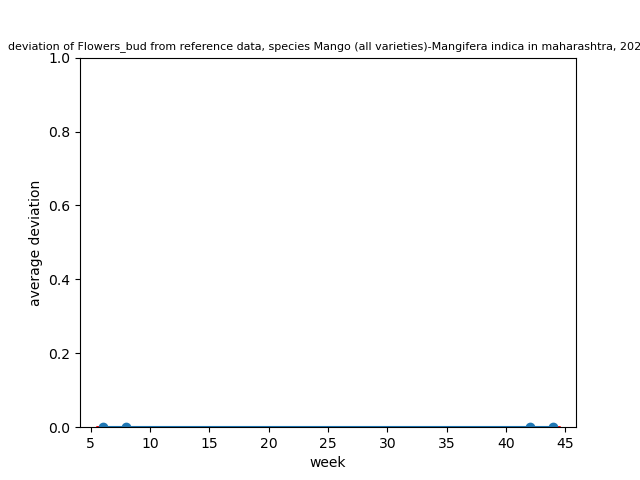 deviation of Flowers_bud from reference data, species Mango (all varieties)-Mangifera indica in maharashtra, 202
1.0
0.8
0.6
0.4
0.2
0.0
average deviation
5 10 15 20 25 30 35 40 45
week